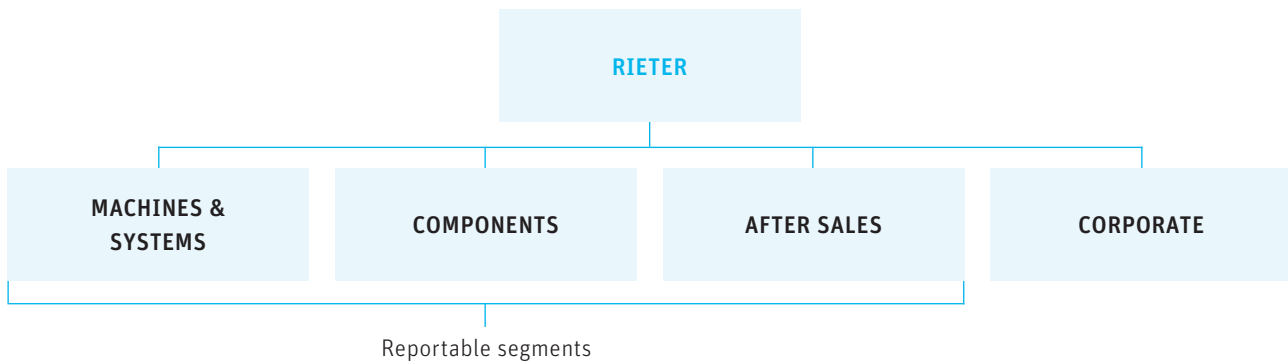 RIETER
MACHINES &
SYSTEMS
COMPONENTS
AFTER SALES
CORPORATE
Reportable segments